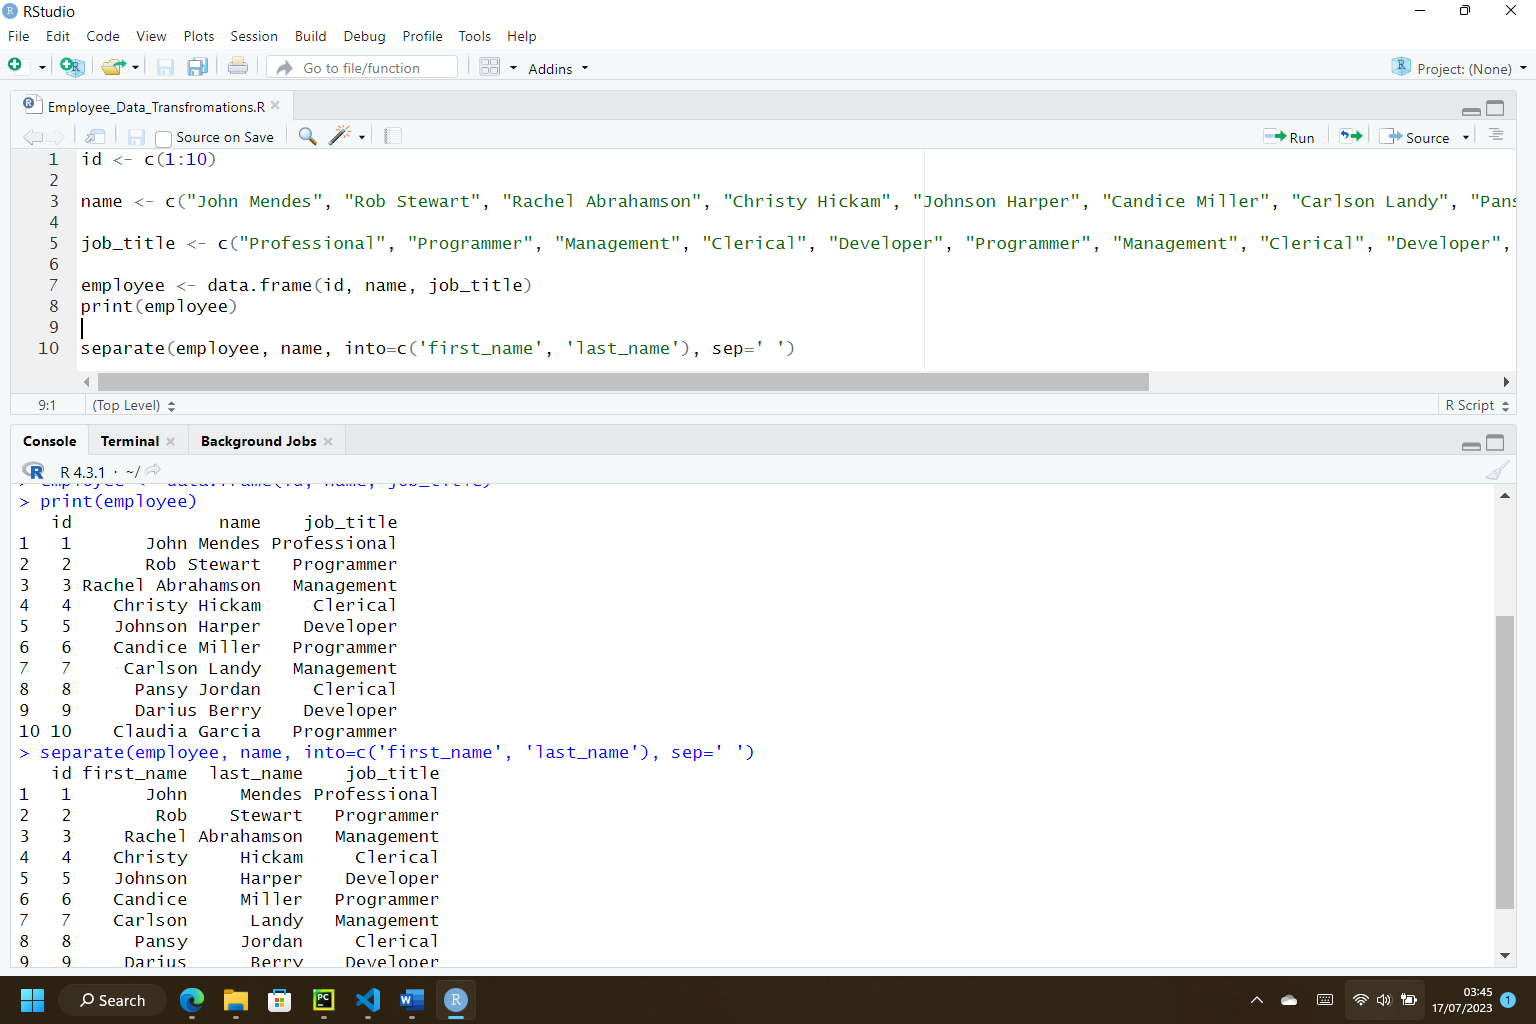 RStudio
File Edit Code View Plots Session Build Debug Profile Tools Help
Go to file/function Addins Project: (None)
Employee_Data_Transfromations.R
Source on Save Run Source
1 id <- c(1:10)
2
3 name <- c("John Mendes", "Rob Stewart", "Rachel Abrahamson", "Christy Hickam", "Johnson Harper", "Candice Miller", "Carlson Landy", "Pans
4
5 job_title <- c("Professional", "Programmer", "Management", "Clerical", "Developer", "Programmer", "Management", "Clerical", "Developer",
6
7 employee <- data.frame(id, name, job_title)
8 print(employee)
9
10 separate(employee, name, into=c('first_name', 'last_name'), sep=' ')
9:1 (Top Level) R Script
Console Terminal Background Jobs
R 4.3.1 · ~/
> employee <- data.frame(id, name, job_title)
> print(employee)
id name job_title
1 1 John Mendes Professional
2 2 Rob Stewart Programmer
3 3 Rachel Abrahamson Management
4 4 Christy Hickam Clerical
5 5 Johnson Harper Developer
6 6 Candice Miller Programmer
7 7 Carlson Landy Management
8 8 Pansy Jordan Clerical
9 9 Darius Berry Developer
10 10 Claudia Garcia Programmer
> separate(employee, name, into=c('first_name', 'last_name'), sep=' ')
id first_name last_name job_title
1 1 John Mendes Professional
2 2 Rob Stewart Programmer
3 3 Rachel Abrahamson Management
4 4 Christy Hickam Clerical
5 5 Johnson Harper Developer
6 6 Candice Miller Programmer
7 7 Carlson Landy Management
8 8 Pansy Jordan Clerical
9 9 Darius Berry Developer
Search 03:45
17/07/2023 1